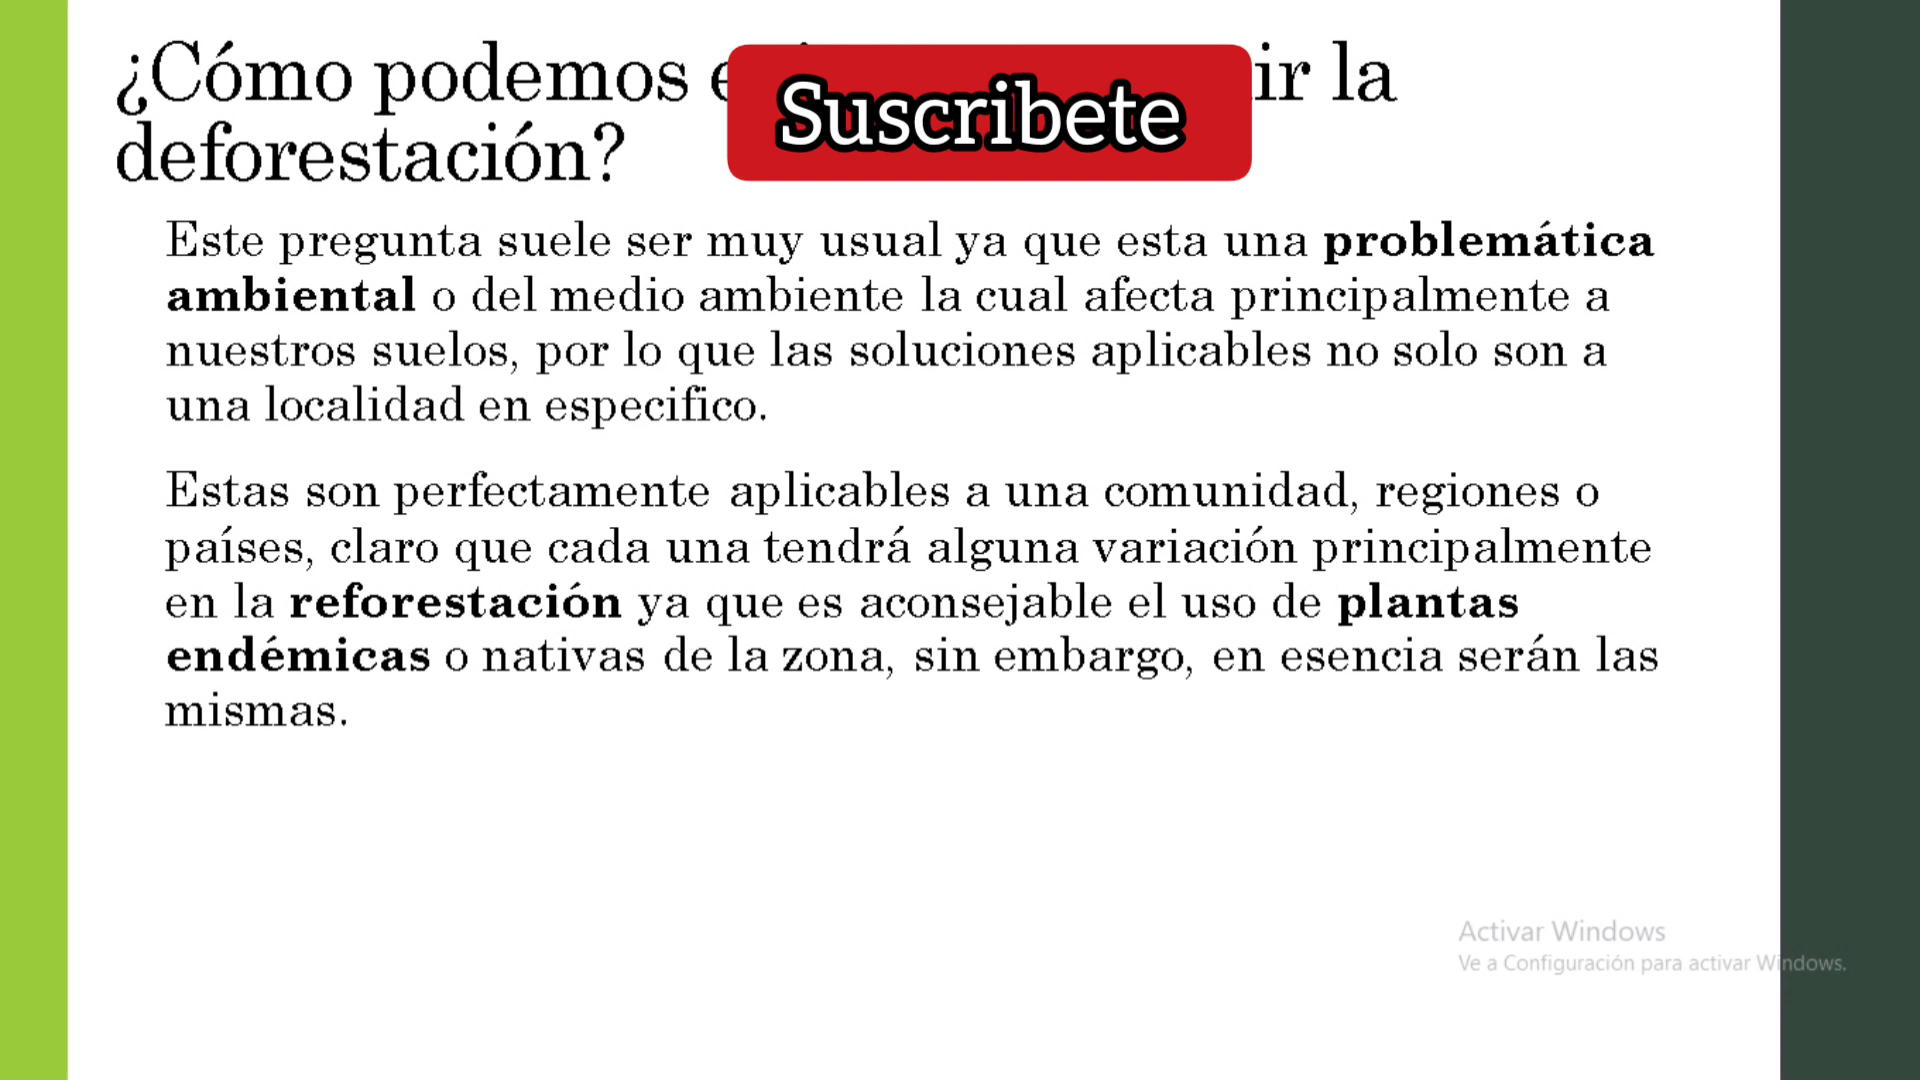 ¿Cómo podemos ir la
Suscribete
deforestación?
Este pregunta suele ser muy usual ya que esta una problemática
ambiental o del medio ambiente la cual afecta principalmente a
nuestros suelos, por lo que las soluciones aplicables no solo son a
una localidad en especifico.
Estas son perfectamente aplicables a una comunidad, regiones o
países, claro que cada una tendrá alguna variación principalmente
en la reforestación ya que es aconsejable el uso de plantas
endémicas o nativas de la zona, sin embargo, en esencia serán las
mismas.
Activar Windows
Ve a Configuración para activar Windows.